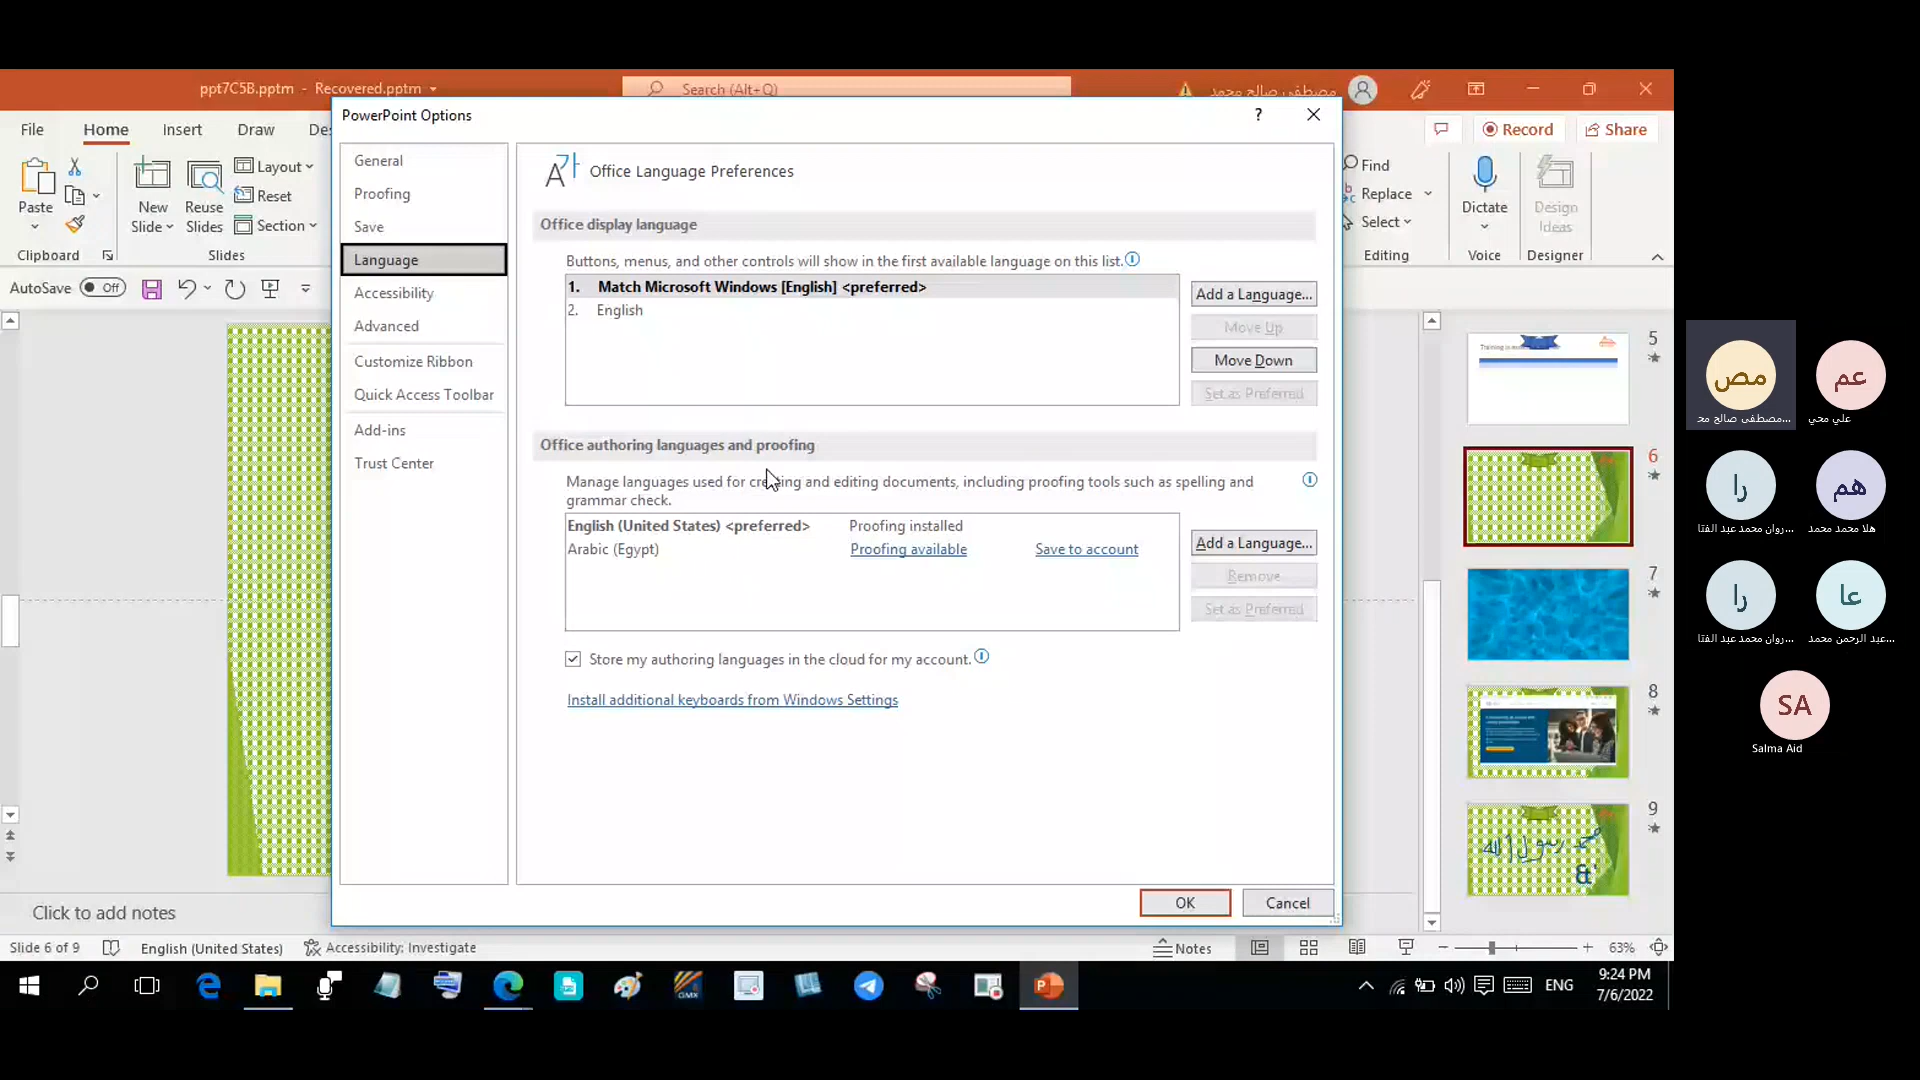 ppt7C5B.pptm - Recovered.pptm
Search (Alt+Q)
مصطفى صالح محمد
PowerPoint Options
File
Home
Insert
Draw
Record
Share
Paste
New Slide
Reuse Slides
Layout
Reset
Section
Clipboard
Slides
Find
Replace
Select
Editing
Dictate
Voice
Design Ideas
Designer
AutoSave
Off
General
Proofing
Save
Language
Accessibility
Advanced
Customize Ribbon
Quick Access Toolbar
Add-ins
Trust Center
Office Language Preferences
Office display language
Buttons, menus, and other controls will show in the first available language on this list.
1. Match Microsoft Windows [English] <preferred>
2. English
Add a Language...
Move Up
Move Down
Set as Preferred
Office authoring languages and proofing
Manage languages used for creating and editing documents, including proofing tools such as spelling and
grammar check.
English (United States) <preferred> Proofing installed
Arabic (Egypt) Proofing available Save to account
Add a Language...
Remove
Set as Preferred
Store my authoring languages in the cloud for my account.
Install additional keyboards from Windows Settings
OK
Cancel
5
6
7
8
9
محمد رسول الله
&
Click to add notes
Slide 6 of 9
English (United States)
Accessibility: Investigate
Notes
63%
ENG
9:24 PM
7/6/2022
مص
مصطفى صالح مح...
عم
علي محي
را
روان محمد عبد الفتا...
هم
هلا محمد محمد
را
روان محمد عبد الفتا...
عا
عبد الرحمن محمد...
SA
Salma Aid